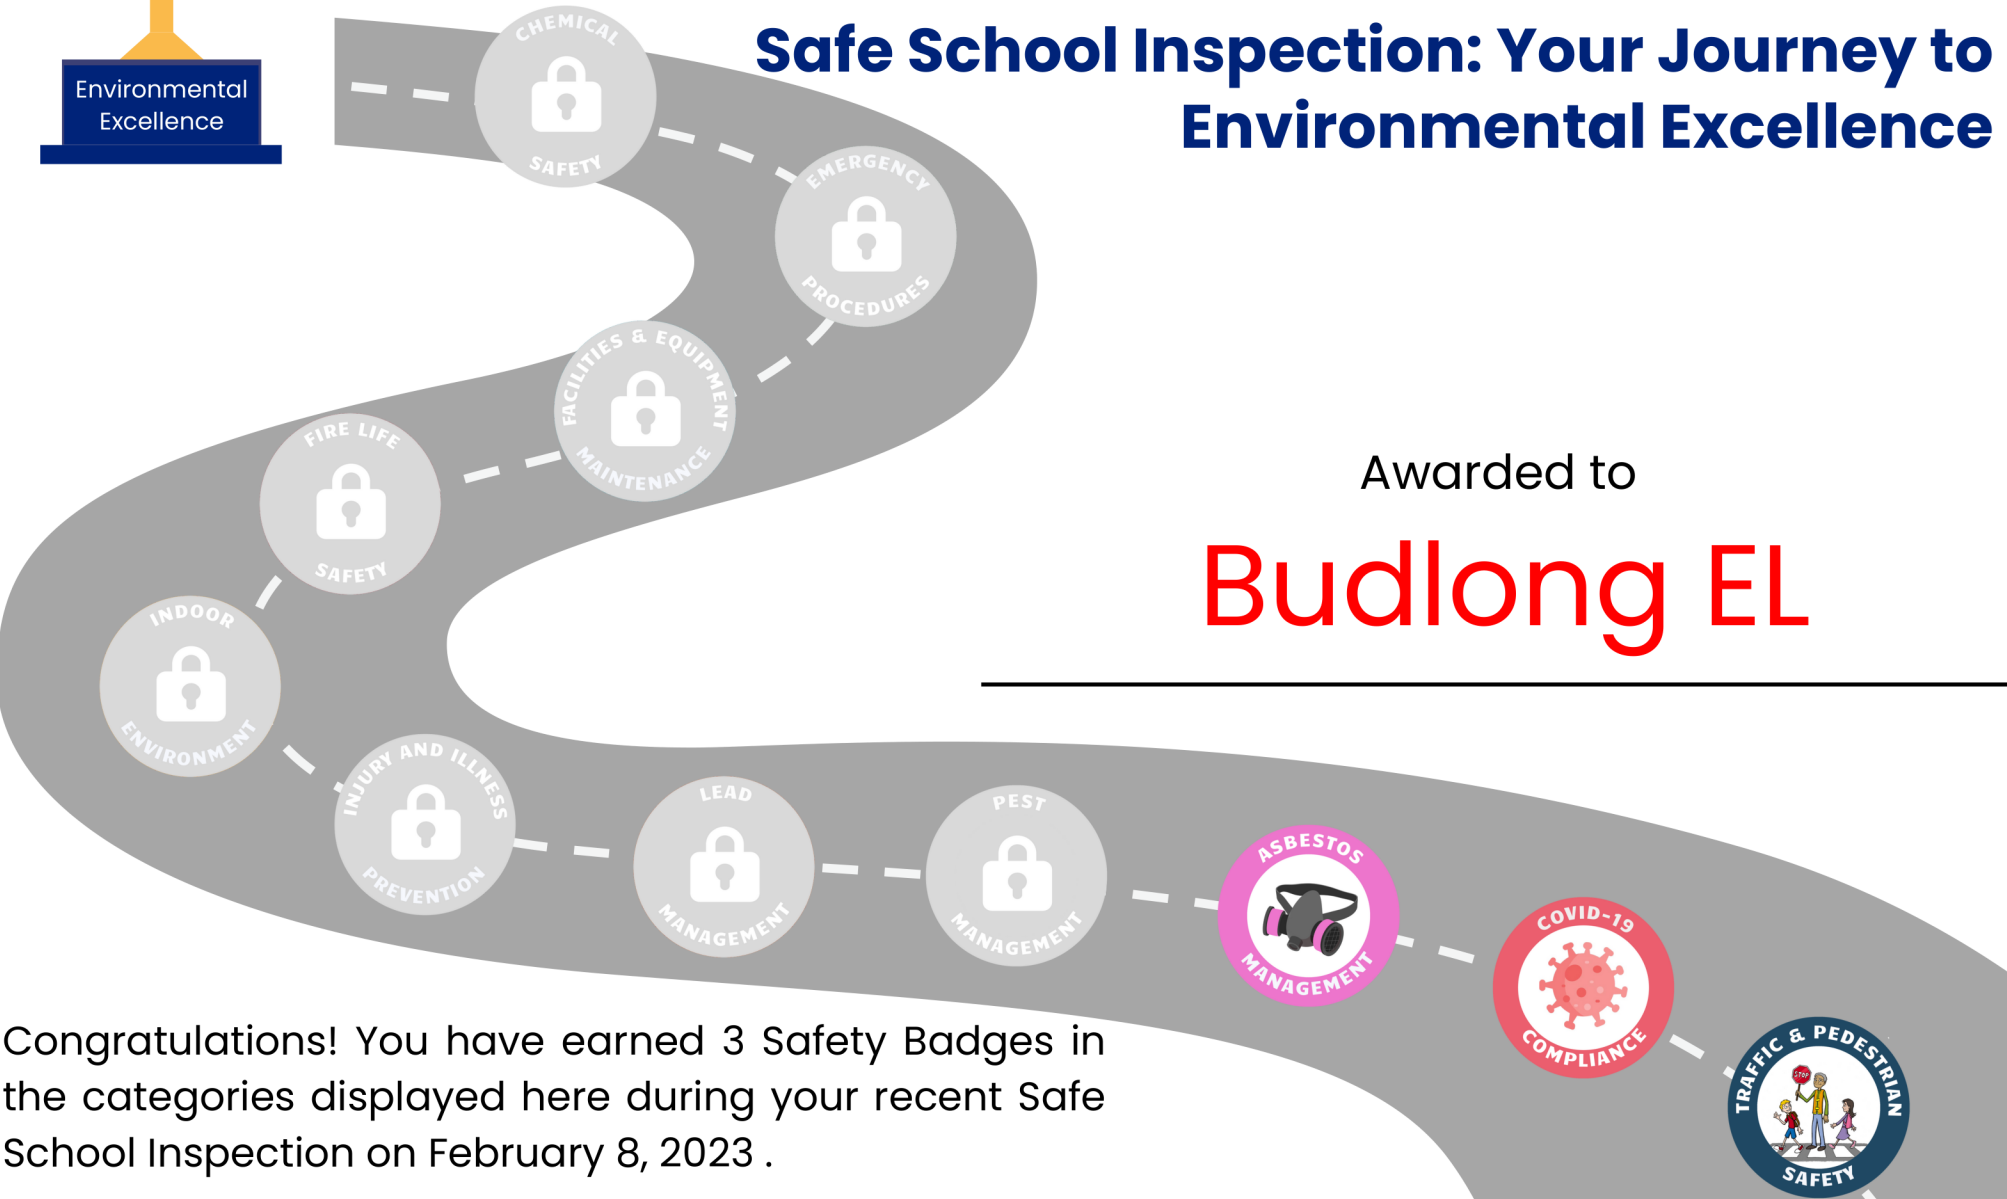 Safe School Inspection: Your Journey to
Environmental Excellence
Environmental
Excellence
CHEMICAL
SAFETY
EMERGENCY
PROCEDURES
FACILITIES & EQUIPMENT
MAINTENANCE
FIRE LIFE
SAFETY
INDOOR
ENVIRONMENT
INJURY AND ILLNESS
PREVENTION
LEAD
MANAGEMENT
PEST
MANAGEMENT
ASBESTOS
MANAGEMENT
COVID-19
COMPLIANCE
TRAFFIC & PEDESTRIAN
STOP
SAFETY
Awarded to
Budlong EL
Congratulations! You have earned 3 Safety Badges in
the categories displayed here during your recent Safe
School Inspection on February 8, 2023 .